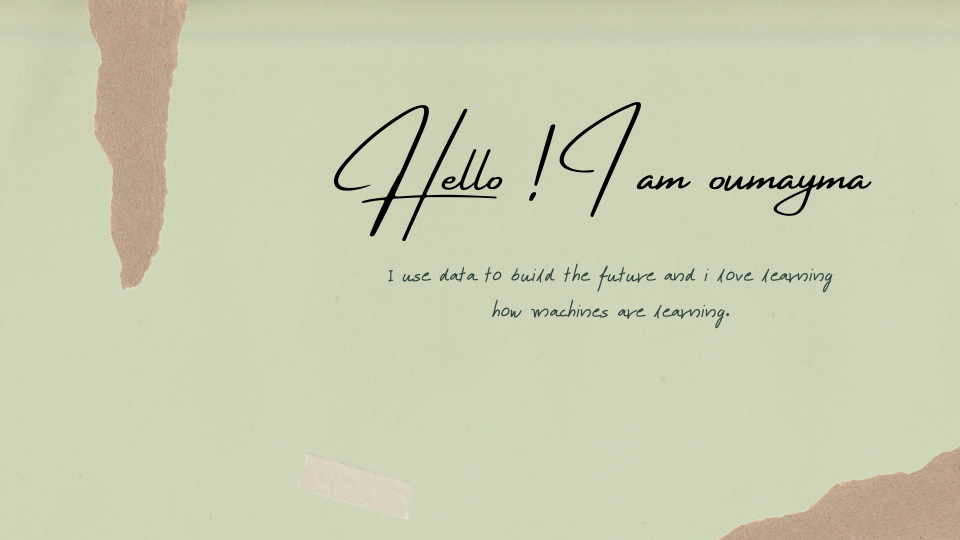 Hello ! I am oumayma
I use data to build the future and i love learning
how machines are learning.